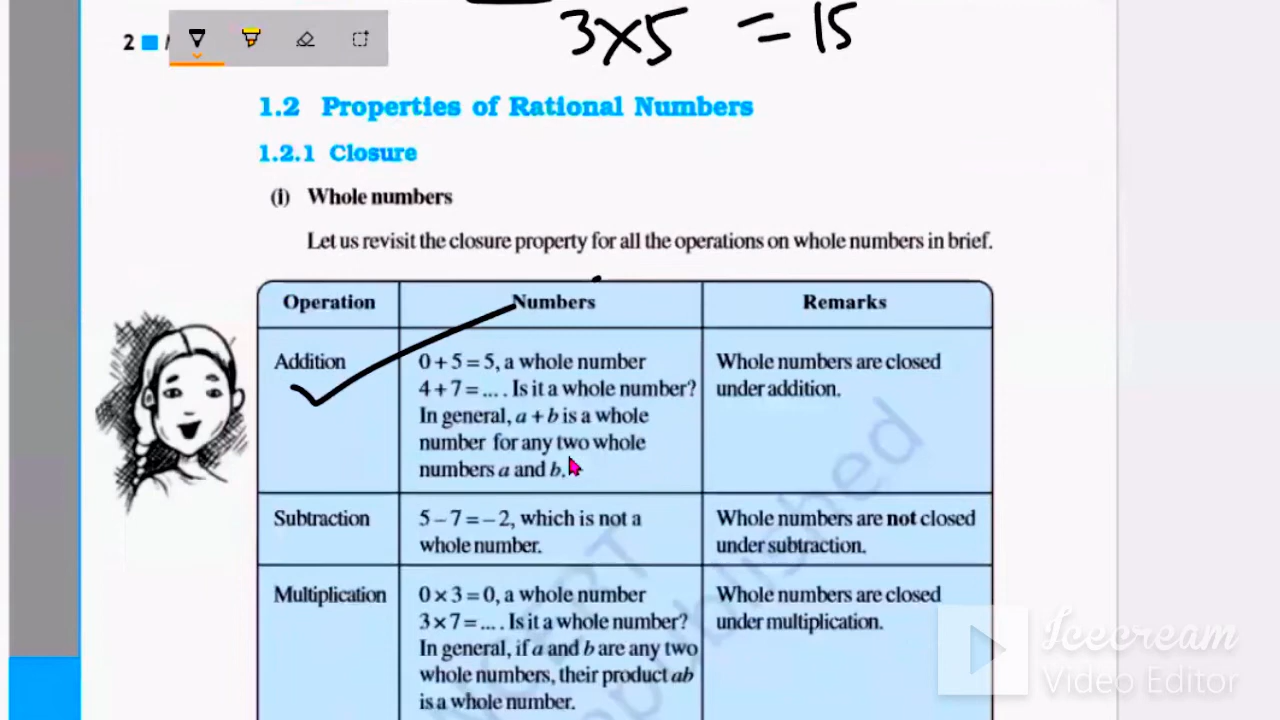 3×5 = 15
2
1.2 Properties of Rational Numbers
1.2.1 Closure
(i) Whole numbers
Let us revisit the closure property for all the operations on whole numbers in brief.
Operation Numbers Remarks
Addition
0 + 5 = 5, a whole number
4 + 7 = .... Is it a whole number?
In general, a + b is a whole
number for any two whole
numbers a and b.
Whole numbers are closed
under addition.
Subtraction
5 – 7 = – 2, which is not a
whole number.
Whole numbers are not closed
under subtraction.
Multiplication
0 × 3 = 0, a whole number
3 × 7 = .... Is it a whole number?
In general, if a and b are any two
whole numbers, their product ab
is a whole number.
Whole numbers are closed
under multiplication.
Icecream
Video Editor